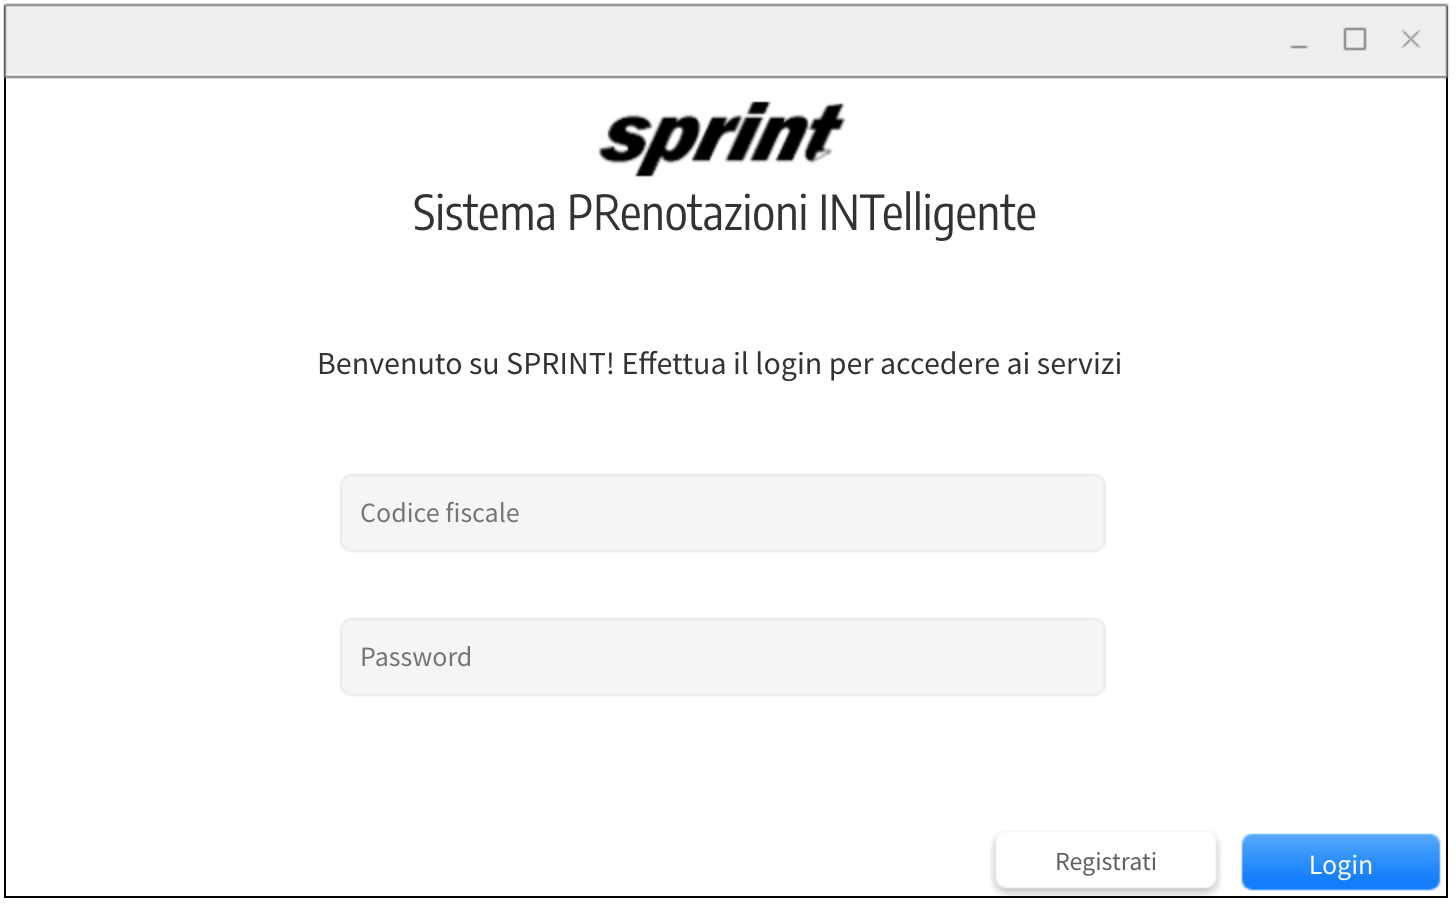 sprint
Sistema PRenotazioni INTelligente
Benvenuto su SPRINT! Effettua il login per accedere ai servizi
Codice fiscale
Password
Registrati
Login